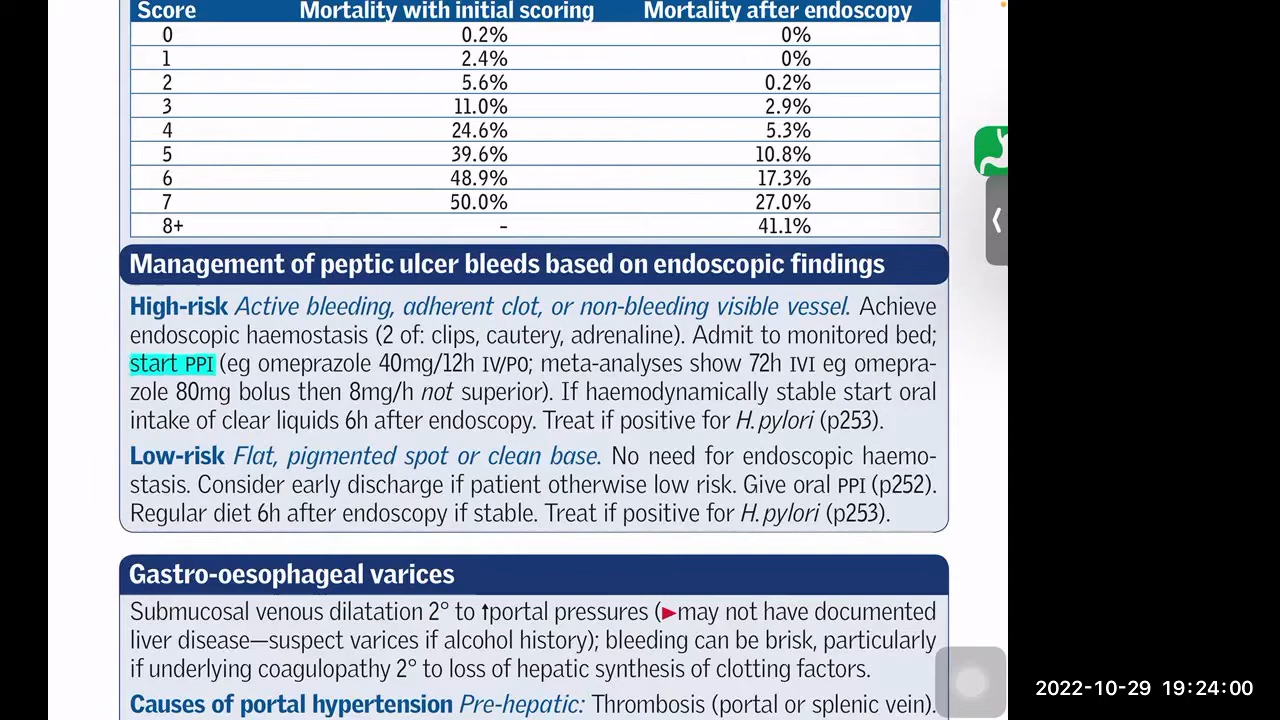 Score Mortality with initial scoring Mortality after endoscopy
0 0.2% 0%
1 2.4% 0%
2 5.6% 0.2%
3 11.0% 2.9%
4 24.6% 5.3%
5 39.6% 10.8%
6 48.9% 17.3%
7 50.0% 27.0%
8+ – 41.1%
Management of peptic ulcer bleeds based on endoscopic findings
High-risk Active bleeding, adherent clot, or non-bleeding visible vessel. Achieve
endoscopic haemostasis (2 of: clips, cautery, adrenaline). Admit to monitored bed;
start PPI (eg omeprazole 40mg/12h IV/PO; meta-analyses show 72h IVI eg omepra-
zole 80mg bolus then 8mg/h not superior). If haemodynamically stable start oral
intake of clear liquids 6h after endoscopy. Treat if positive for H. pylori (p253).
Low-risk Flat, pigmented spot or clean base. No need for endoscopic haemo-
stasis. Consider early discharge if patient otherwise low risk. Give oral PPI (p252).
Regular diet 6h after endoscopy if stable. Treat if positive for H. pylori (p253).
Gastro-oesophageal varices
Submucosal venous dilatation 2° to ↑portal pressures (►may not have documented
liver disease—suspect varices if alcohol history); bleeding can be brisk, particularly
if underlying coagulopathy 2° to loss of hepatic synthesis of clotting factors.
Causes of portal hypertension Pre-hepatic: Thrombosis (portal or splenic vein).
2022-10-29 19:24:00